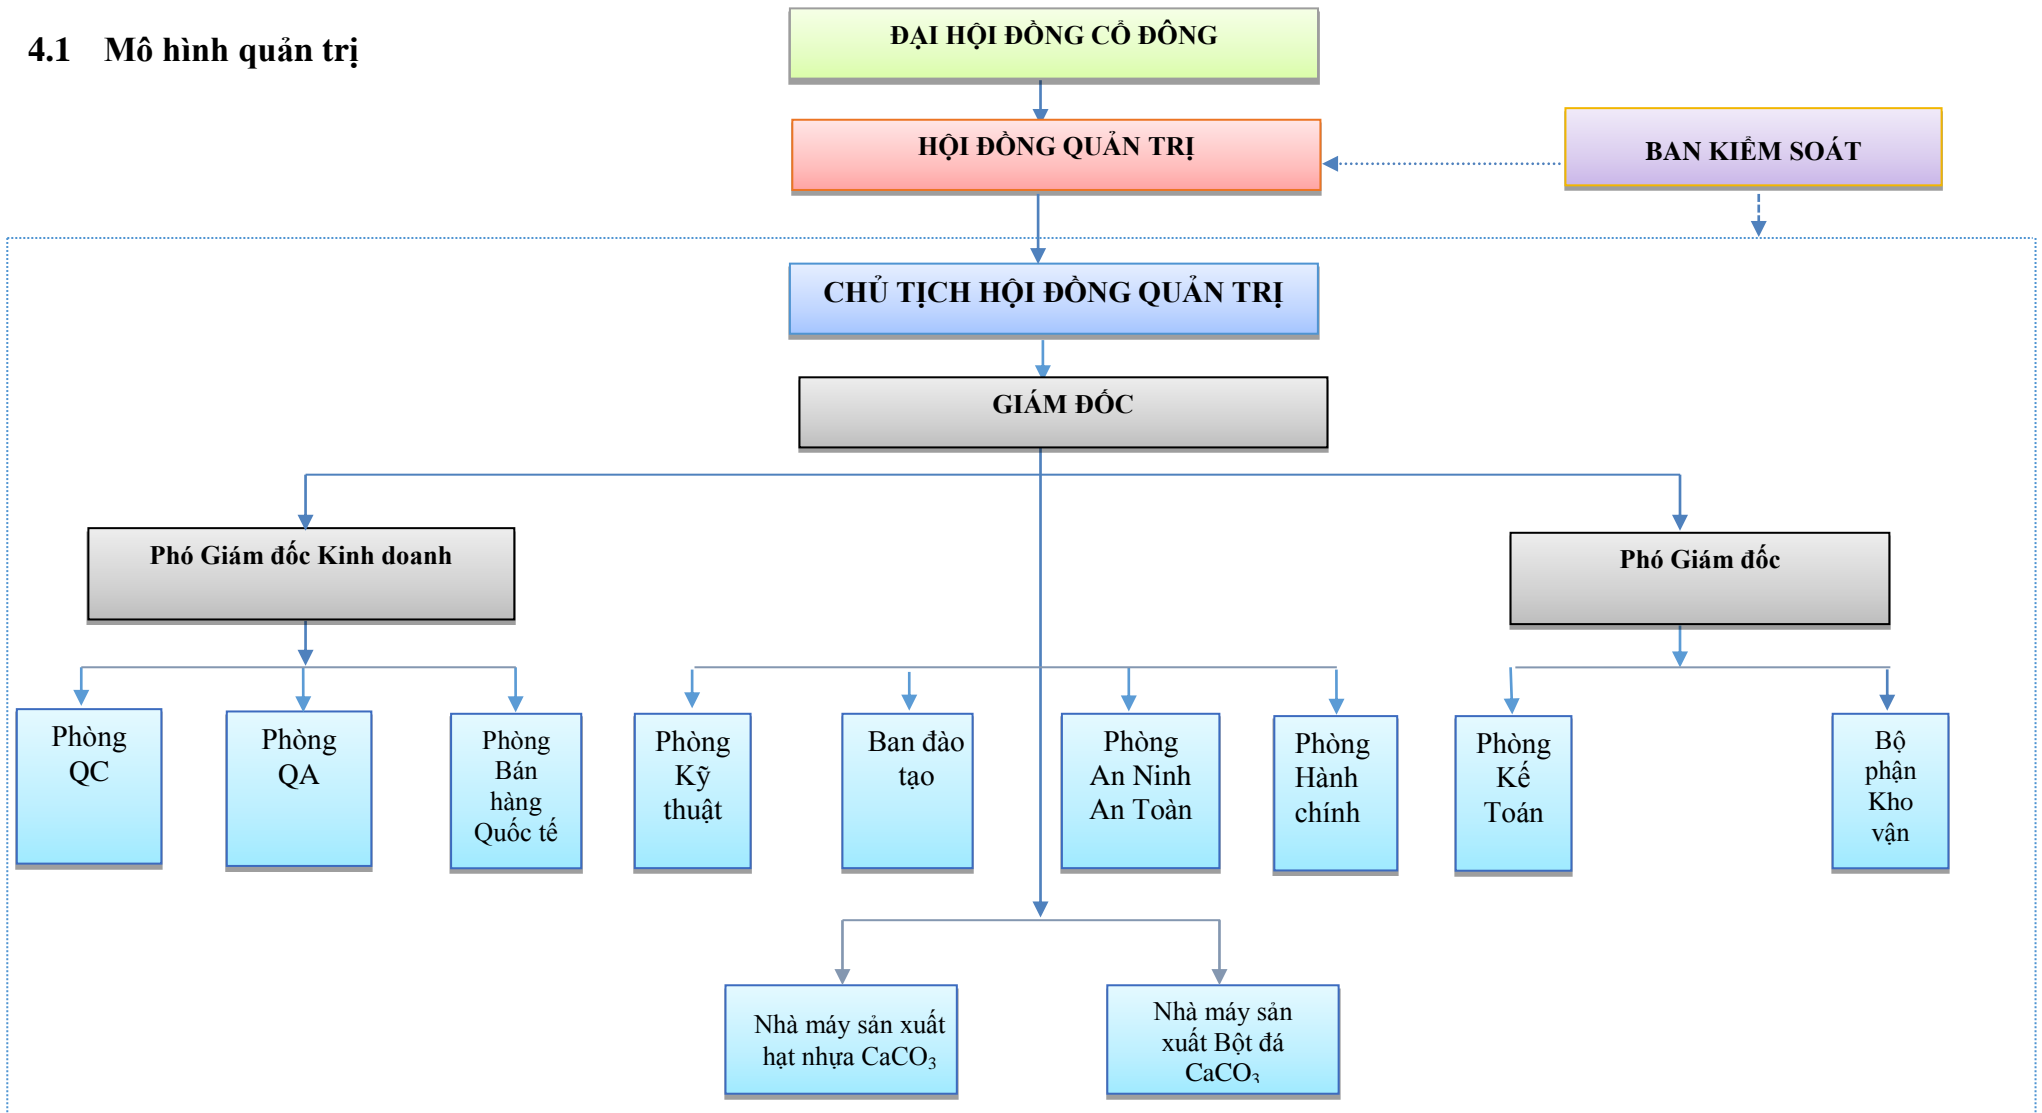 4.1 Mô hình quản trị
ĐẠI HỘI ĐỒNG CỔ ĐÔNG
HỘI ĐỒNG QUẢN TRỊ
BAN KIỂM SOÁT
CHỦ TỊCH HỘI ĐỒNG QUẢN TRỊ
GIÁM ĐỐC
Phó Giám đốc Kinh doanh
Phó Giám đốc
Phòng
QC
Phòng
QA
Phòng
Bán
hàng
Quốc tế
Phòng
Kỹ
thuật
Ban đào
tạo
Phòng
An Ninh
An Toàn
Phòng
Hành
chính
Phòng
Kế
Toán
Bộ
phận
Kho
vận
Nhà máy sản xuất
hạt nhựa CaCO₃
Nhà máy sản
xuất Bột đá
CaCO₃